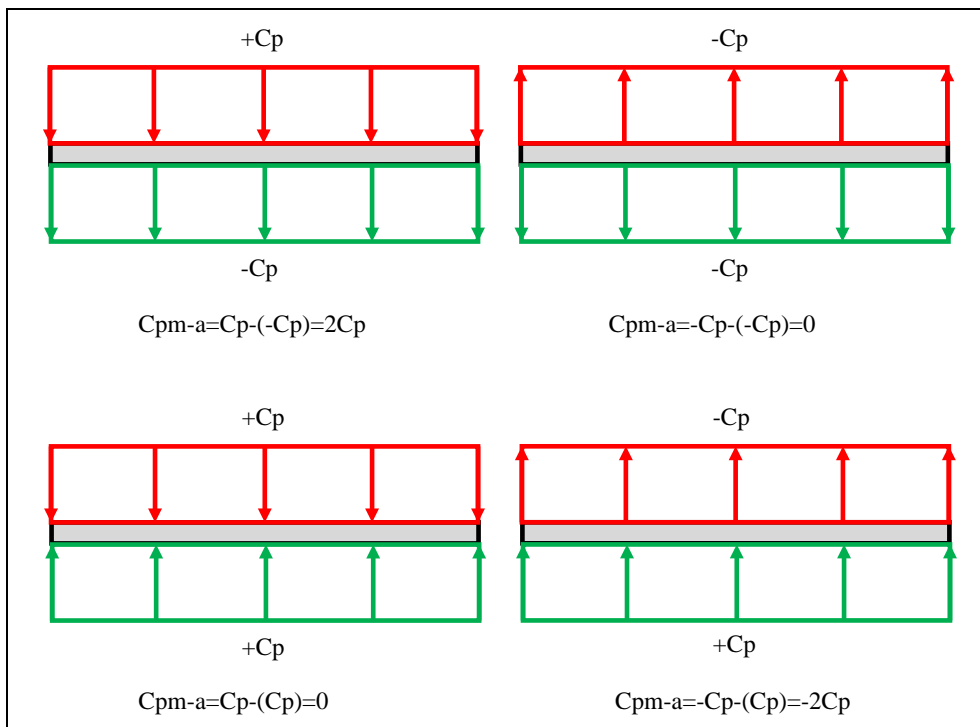 +Cp
-Cp
-Cp
-Cp
Cpm-a=Cp-(-Cp)=2Cp
Cpm-a=-Cp-(-Cp)=0
+Cp
-Cp
+Cp
+Cp
Cpm-a=Cp-(Cp)=0
Cpm-a=-Cp-(Cp)=-2Cp